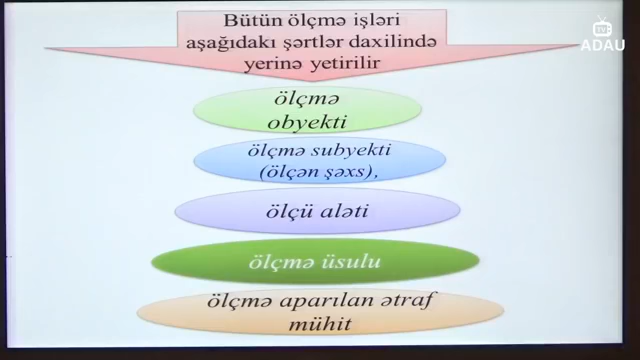 Bütün ölçmə işləri
aşağıdakı şərtlər daxilində
yerinə yetirilir
ölçmə
obyekti
ölçmə subyekti
(ölçən şəxs),
ölçü aləti
ölçmə üsulu
ölçmə aparılan ətraf
mühit
TV
ADAU